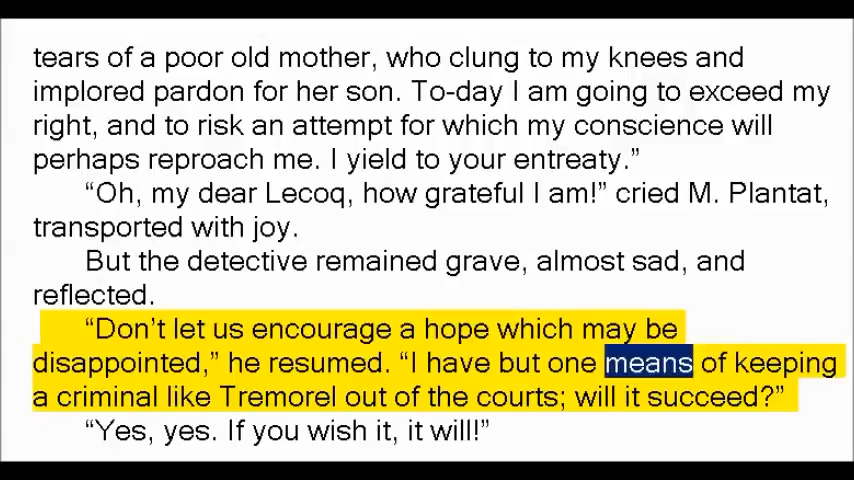 tears of a poor old mother, who clung to my knees and
implored pardon for her son. To-day I am going to exceed my
right, and to risk an attempt for which my conscience will
perhaps reproach me. I yield to your entreaty.”
“Oh, my dear Lecoq, how grateful I am!” cried M. Plantat,
transported with joy.
But the detective remained grave, almost sad, and
reflected.
“Don’t let us encourage a hope which may be
disappointed,” he resumed. “I have but one means of keeping
a criminal like Tremorel out of the courts; will it succeed?”
“Yes, yes. If you wish it, it will!”